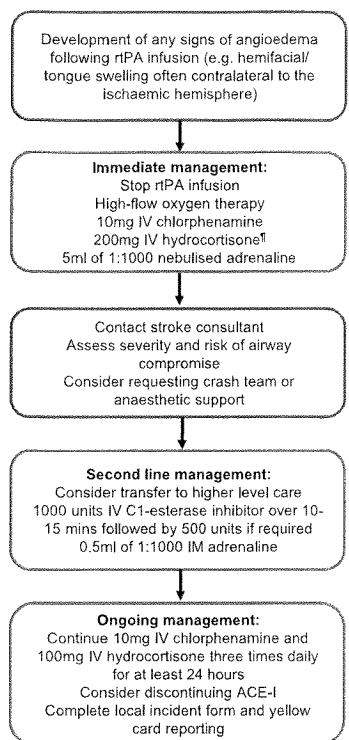 Development of any signs of angioedema
following rtPA infusion (e.g. hemifacial/
tongue swelling often contralateral to the
ischaemic hemisphere)
Immediate management:
Stop rtPA infusion
High-flow oxygen therapy
10mg IV chlorphenamine
200mg IV hydrocortisone¶
5ml of 1:1000 nebulised adrenaline
Contact stroke consultant
Assess severity and risk of airway
compromise
Consider requesting crash team or
anaesthetic support
Second line management:
Consider transfer to higher level care
1000 units IV C1-esterase inhibitor over 10-
15 mins followed by 500 units if required
0.5ml of 1:1000 IM adrenaline
Ongoing management:
Continue 10mg IV chlorphenamine and
100mg IV hydrocortisone three times daily
for at least 24 hours
Consider discontinuing ACE-I
Complete local incident form and yellow
card reporting